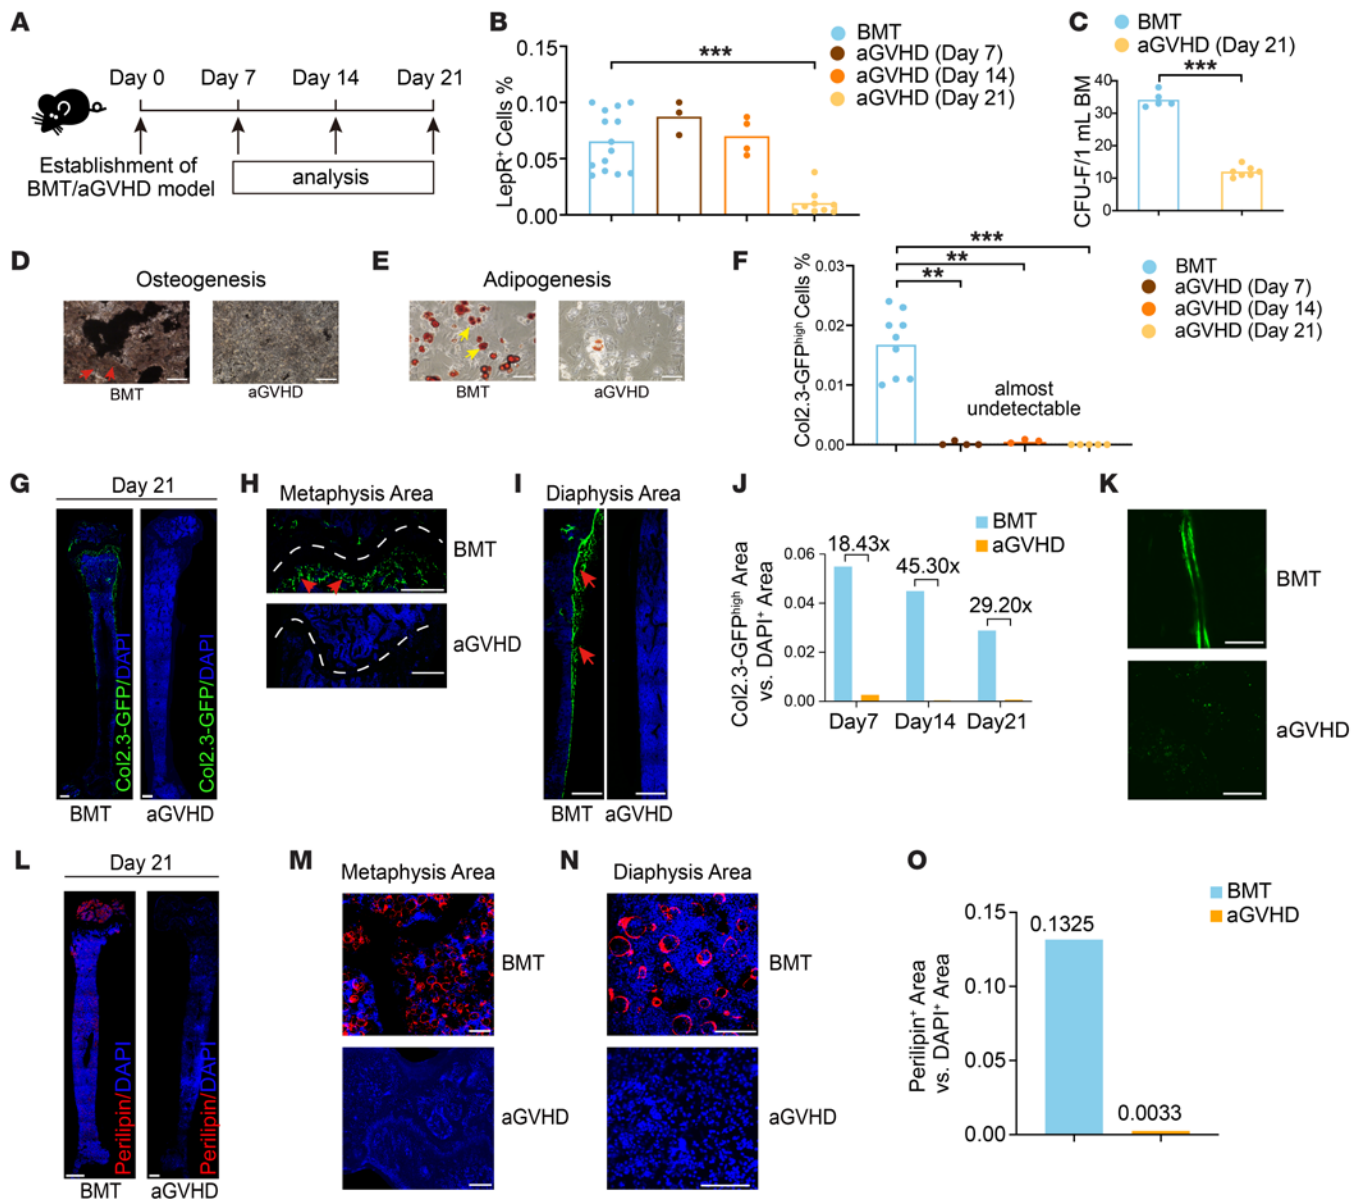 A
Day 0 Day 7 Day 14 Day 21
Establishment of
BMT/aGVHD model
analysis
B
LepR⁺ Cells %
0.15
0.10
0.05
0.00
***
BMT
aGVHD (Day 7)
aGVHD (Day 14)
aGVHD (Day 21)
C
BMT
aGVHD (Day 21)
CFU-F/1 mL BM
40
30
20
10
0
***
D
Osteogenesis
BMT aGVHD
E
Adipogenesis
BMT aGVHD
F
Col2.3-GFPʰⁱᵍʰ Cells %
0.03
0.02
0.01
0.00
***
**
**
almost
undetectable
BMT
aGVHD (Day 7)
aGVHD (Day 14)
aGVHD (Day 21)
G
Day 21
Col2.3-GFP/DAPI
Col2.3-GFP/DAPI
BMT aGVHD
H
Metaphysis Area
BMT
aGVHD
I
Diaphysis Area
BMT aGVHD
J
BMT
aGVHD
Col2.3-GFPʰⁱᵍʰ Area
vs. DAPI⁺ Area
0.06
0.04
0.02
0.00
18.43x
45.30x
29.20x
Day7 Day14 Day21
K
BMT
aGVHD
L
Day 21
Perilipin/DAPI
Perilipin/DAPI
BMT aGVHD
M
Metaphysis Area
BMT
aGVHD
N
Diaphysis Area
BMT
aGVHD
O
BMT
aGVHD
Perilipin⁺ Area
vs. DAPI⁺ Area
0.15
0.10
0.05
0.00
0.1325
0.0033